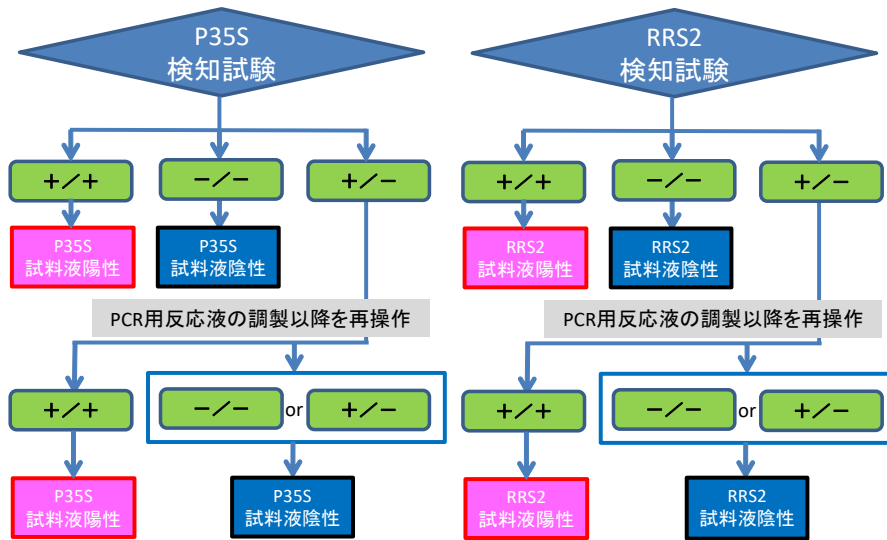 P35S
検知試験
+/+
-/-
+/-
P35S
試料液陽性
P35S
試料液陰性
PCR用反応液の調製以降を再操作
+/+
-/-
or
+/-
P35S
試料液陽性
P35S
試料液陰性
RRS2
検知試験
+/+
-/-
+/-
RRS2
試料液陽性
RRS2
試料液陰性
PCR用反応液の調製以降を再操作
+/+
-/-
or
+/-
RRS2
試料液陽性
RRS2
試料液陰性